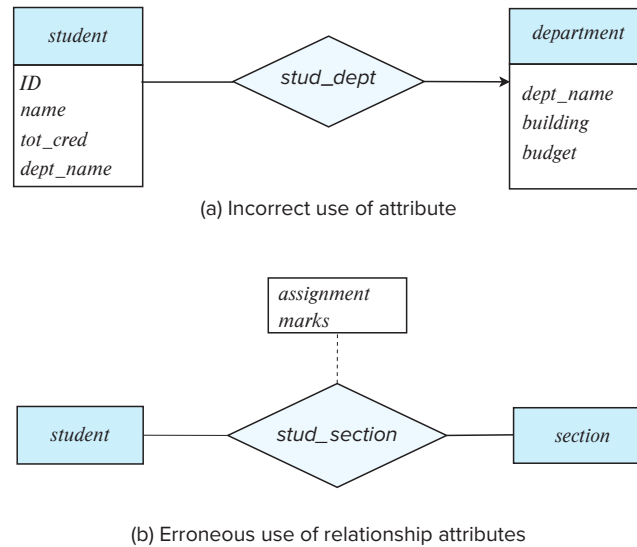 student
department
stud_dept
ID
name
tot_cred
dept_name
dept_name
building
budget
(a) Incorrect use of attribute
assignment
marks
student
stud_section
section
(b) Erroneous use of relationship attributes